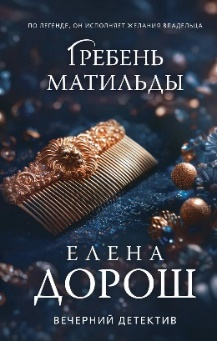 ПО ЛЕГЕНДЕ, ОН ИСПОЛНЯЕТ ЖЕЛАНИЯ ВЛАДЕЛЬЦА
ГРЕБЕНЬ
МАТИЛЬДЫ
ЕЛЕНА
ДОРОШ
ВЕЧЕРНИЙ ДЕТЕКТИВ